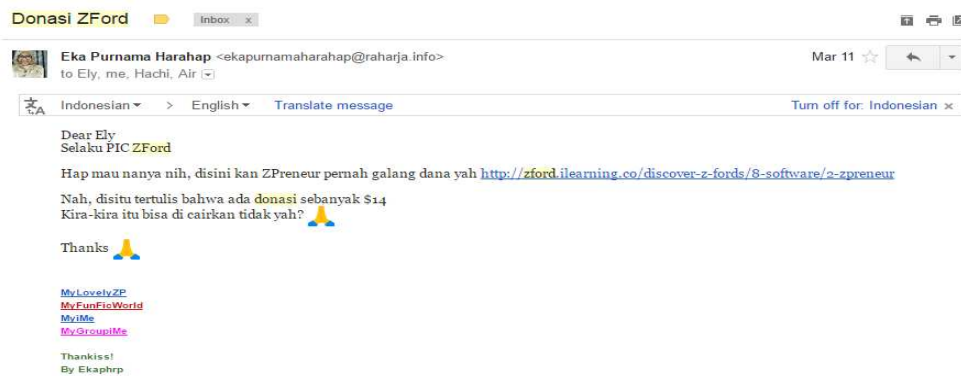 Donasi ZFord
Inbox x
Eka Purnama Harahap <ekapurnamaharahap@raharja.info>
Mar 11
to Ely, me, Hachi, Air
Indonesian > English Translate message
Turn off for: Indonesian x
Dear Ely
Selaku PIC ZFord
Hap mau nanya nih, disini kan ZPreneur pernah galang dana yah http://zford.ilearning.co/discover-z-fords/8-software/2-zpreneur
Nah, disitu tertulis bahwa ada donasi sebanyak $14
Kira-kira itu bisa di cairkan tidak yah?
Thanks
MyLovelyZP
MyFunFicWorld
MyiMe
MyGroupiMe
Thankiss!
By Ekaphrp